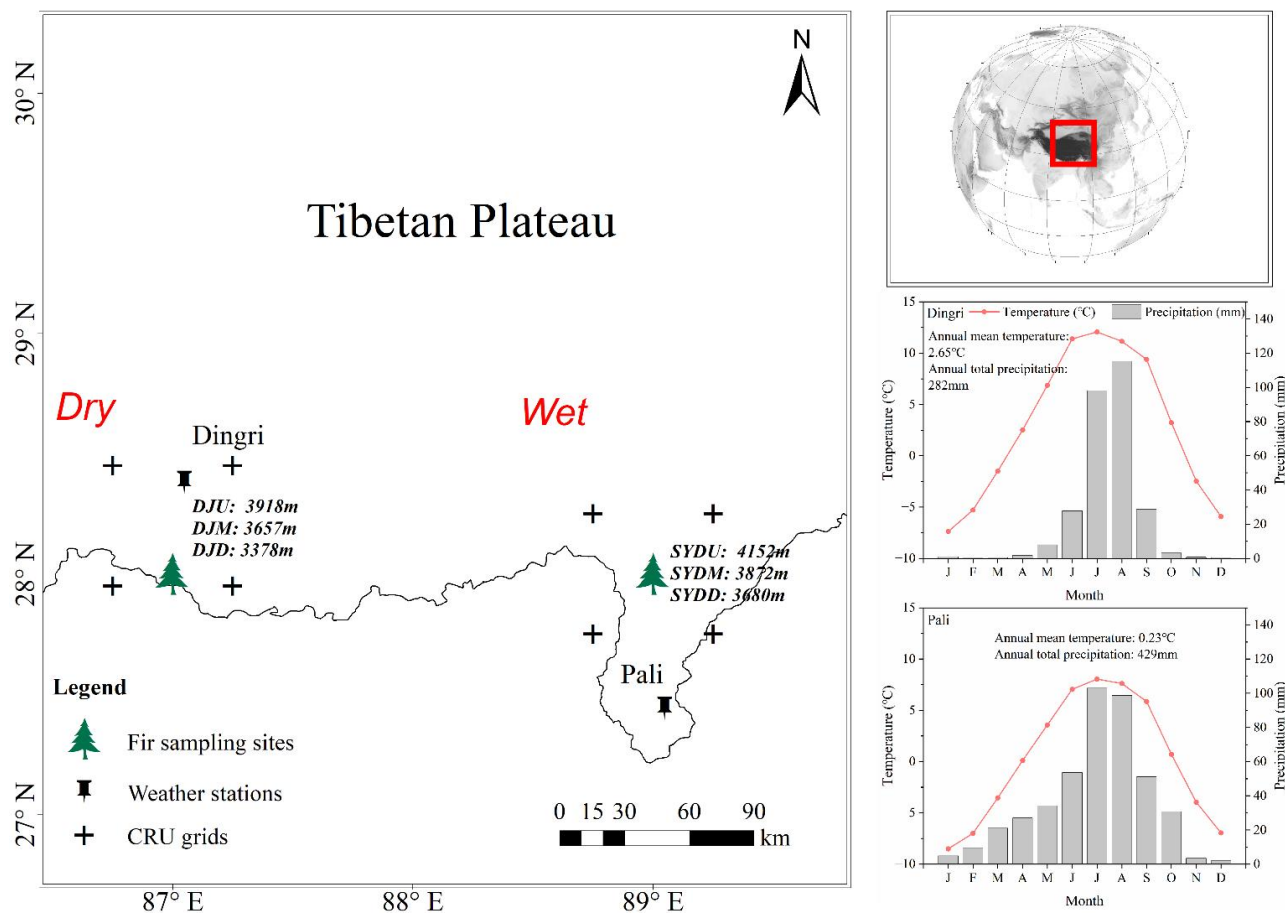 N
30° N
29° N
28° N
27° N
Tibetan Plateau
Dry
Wet
Dingri
DJU: 3918m
DJM: 3657m
DJD: 3378m
SYDU: 4152m
SYDM: 3872m
SYDD: 3680m
Pali
Legend
Fir sampling sites
Weather stations
CRU grids
0 15 30 60 90
km
87° E
88° E
89° E
Dingri Temperature (°C) Precipitation (mm)
Annual mean temperature:
2.65°C
Annual total precipitation:
282mm
Temperature (°C)
15
10
5
0
−5
−10
Precipitation (mm)
140
120
100
80
60
40
20
0
J F M A M J J A S O N D
Month
Pali
Annual mean temperature: 0.23°C
Annual total precipitation: 429mm
Temperature (°C)
15
10
5
0
−5
−10
Precipitation (mm)
140
120
100
80
60
40
20
0
J F M A M J J A S O N D
Month